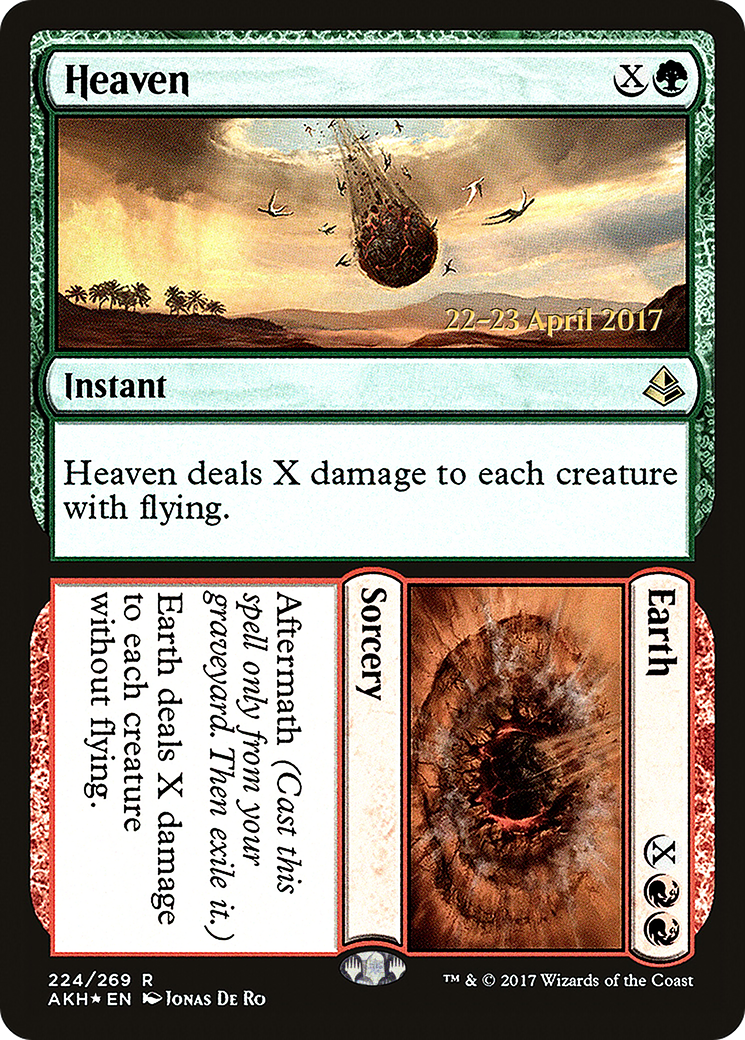 Heaven X
22–23 April 2017
Instant
Heaven deals X damage to each creature
with flying.
Earth X
Sorcery
Aftermath (Cast this
spell only from your
graveyard. Then exile it.)
Earth deals X damage
to each creature
without flying.
224/269 R
AKH★EN Jonas De Ro
™ & © 2017 Wizards of the Coast